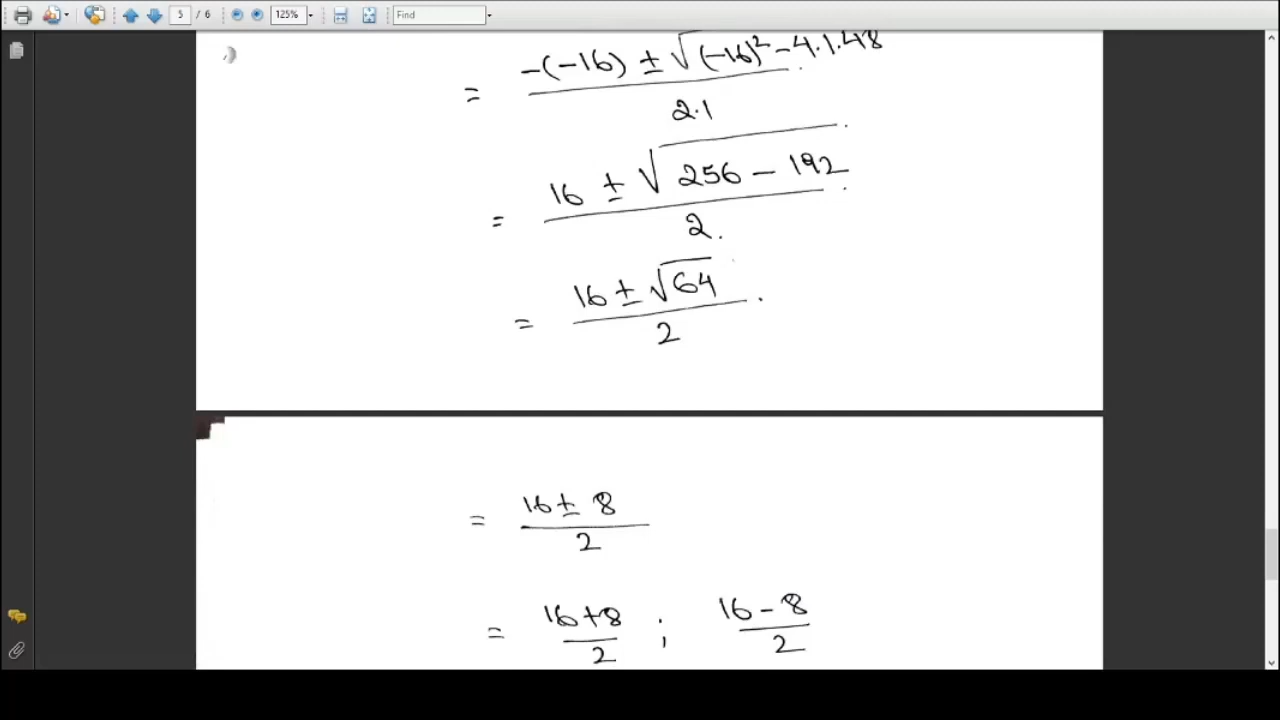 5 / 6 125% Find
-(-16) ± √(-16)² - 4.1.48
=
2.1
16 ± √256 - 192
=
2.
16 ± √64
=
2
16 ± 8
=
2
= 16+8 ; 16-8
2 2